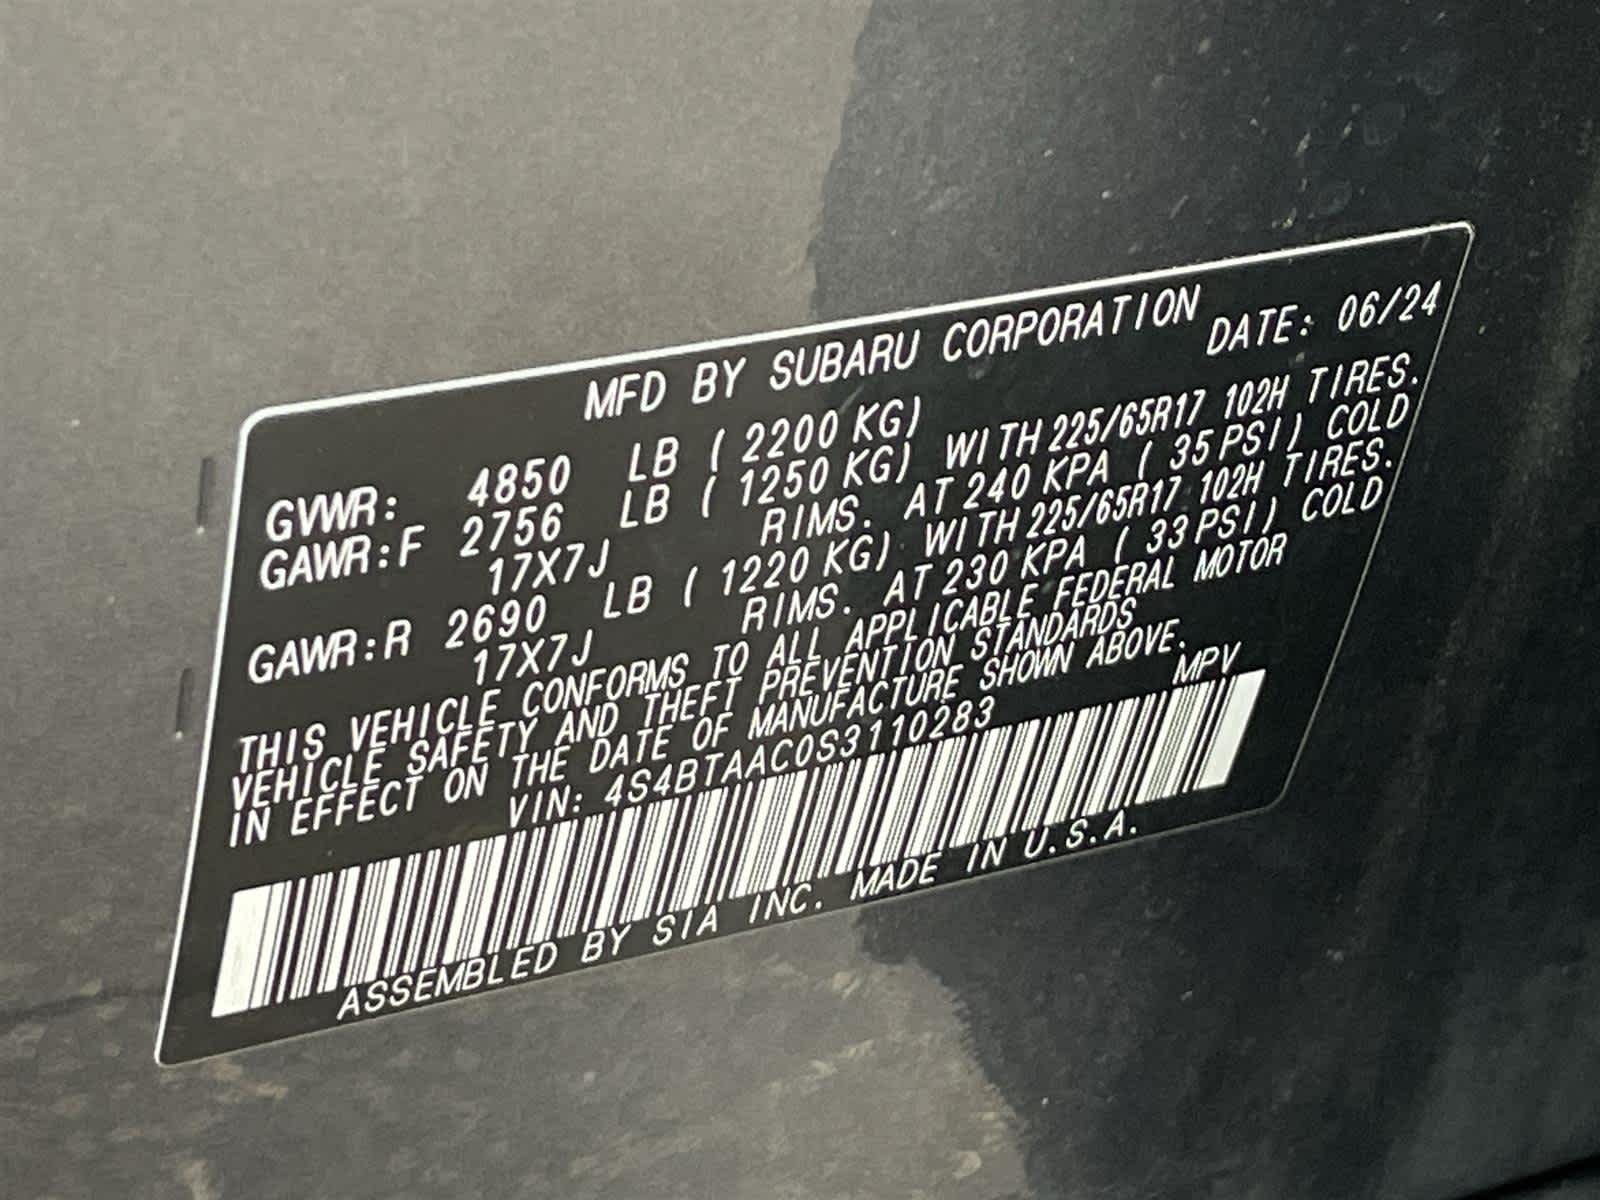 MFD BY SUBARU CORPORATION
DATE: 06/24
GVWR: 4850 LB ( 2200 KG)
GAWR:F 2756 LB ( 1250 KG) WITH 225/65R17 102H TIRES.
17X7J RIMS. AT 240 KPA ( 35 PSI) COLD
GAWR:R 2690 LB ( 1220 KG) WITH 225/65R17 102H TIRES.
17X7J RIMS. AT 230 KPA ( 33 PSI) COLD
THIS VEHICLE CONFORMS TO ALL APPLICABLE FEDERAL MOTOR
VEHICLE SAFETY AND THEFT PREVENTION STANDARDS
IN EFFECT ON THE DATE OF MANUFACTURE SHOWN ABOVE.
VIN: 4S4BTAAC0S3110283 MPV
ASSEMBLED BY SIA INC. MADE IN U.S.A.